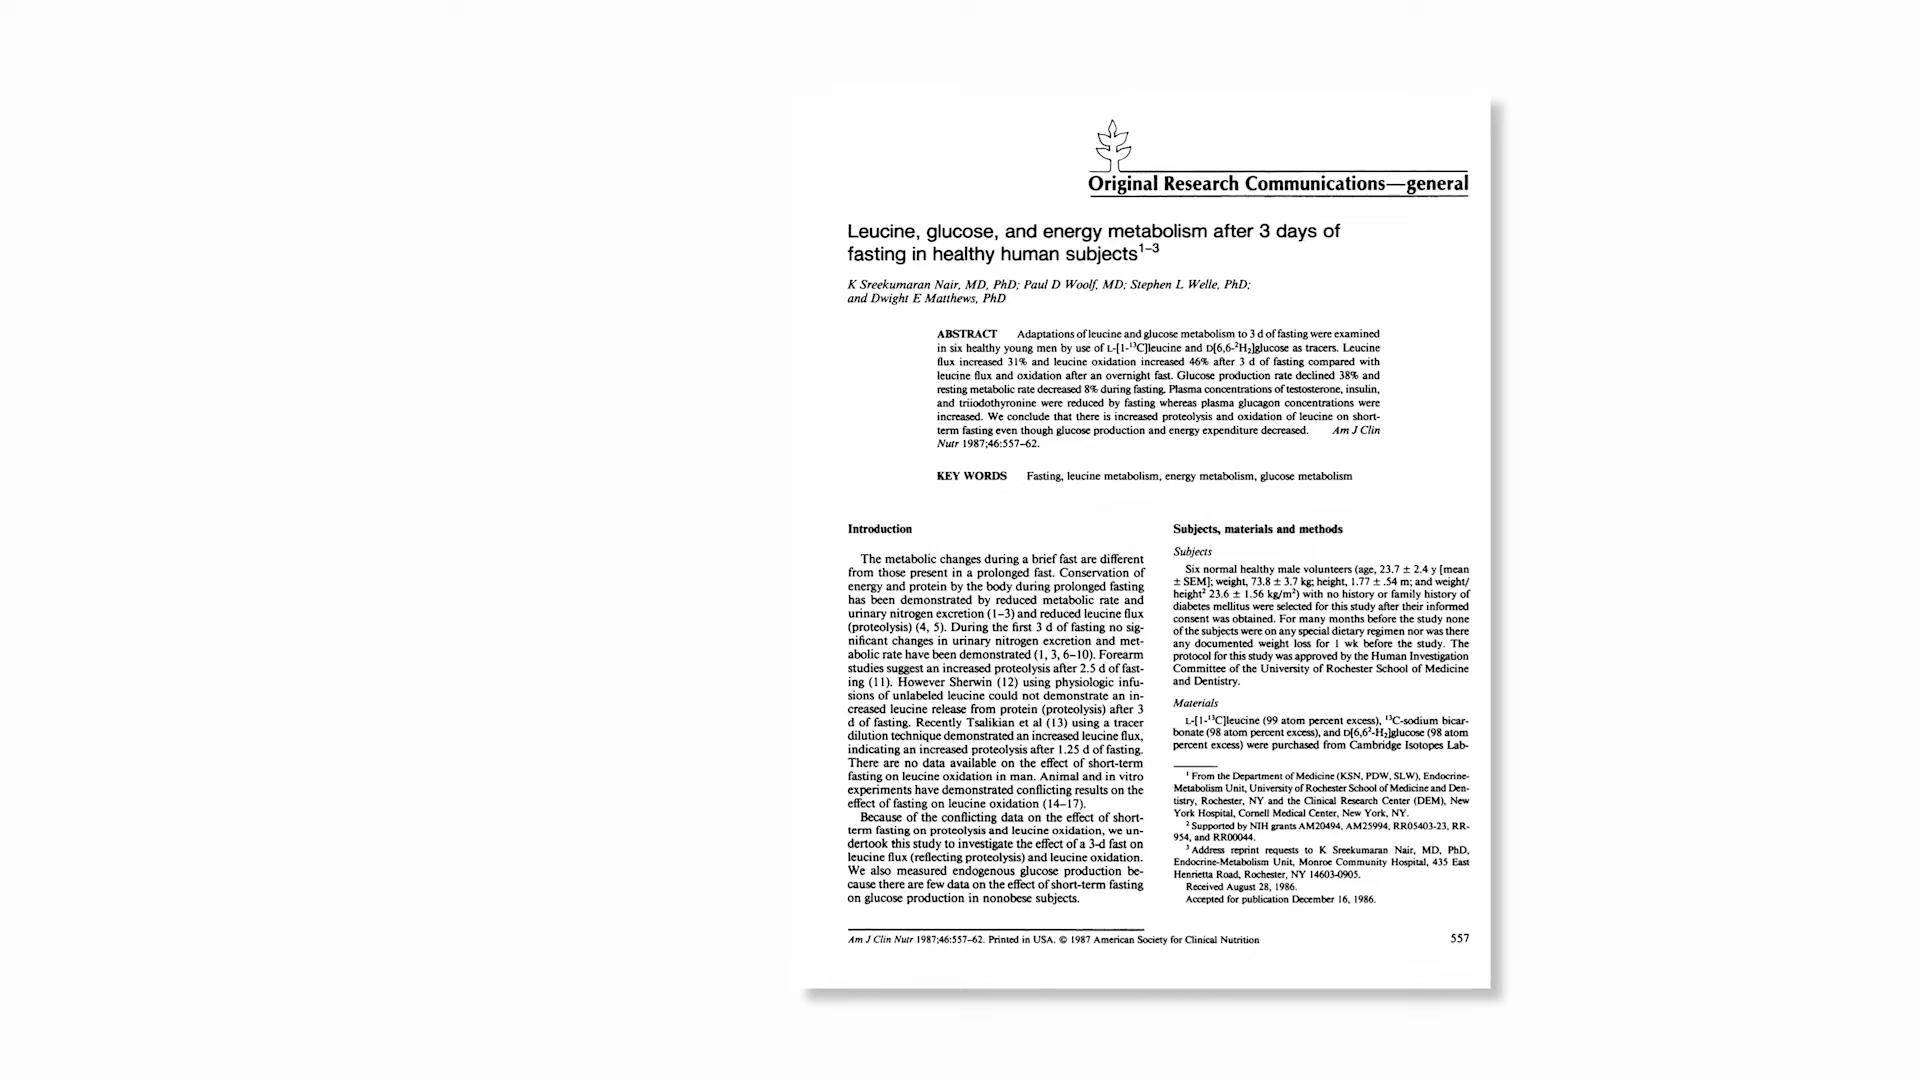 Original Research Communications—general
Leucine, glucose, and energy metabolism after 3 days of
fasting in healthy human subjects1–3
K Sreekumaran Nair, MD, PhD; Paul D Woolf, MD; Stephen L Welle, PhD;
and Dwight E Matthews, PhD
ABSTRACT Adaptations of leucine and glucose metabolism to 3 d of fasting were examined
in six healthy young men by use of L-[1-13C]leucine and D[6,6-2H2]glucose as tracers. Leucine
flux increased 31% and leucine oxidation increased 46% after 3 d of fasting compared with
leucine flux and oxidation after an overnight fast. Glucose production rate declined 38% and
resting metabolic rate decreased 8% during fasting. Plasma concentrations of testosterone, insulin,
and triiodothyronine were reduced by fasting whereas plasma glucagon concentrations were
increased. We conclude that there is increased proteolysis and oxidation of leucine on short-
term fasting even though glucose production and energy expenditure decreased. Am J Clin
Nutr 1987;46:557–62.
KEY WORDS Fasting, leucine metabolism, energy metabolism, glucose metabolism
Introduction
The metabolic changes during a brief fast are different
from those present in a prolonged fast. Conservation of
energy and protein by the body during prolonged fasting
has been demonstrated by reduced metabolic rate and
urinary nitrogen excretion (1–3) and reduced leucine flux
(proteolysis) (4, 5). During the first 3 d of fasting no sig-
nificant changes in urinary nitrogen excretion and met-
abolic rate have been demonstrated (1, 3, 6–10). Forearm
studies suggest an increased proteolysis after 2.5 d of fast-
ing (11). However Sherwin (12) using physiologic infu-
sions of unlabeled leucine could not demonstrate an in-
creased leucine release from protein (proteolysis) after 3
d of fasting. Recently Tsalikian et al (13) using a tracer
dilution technique demonstrated an increased leucine flux,
indicating an increased proteolysis after 1.25 d of fasting.
There are no data available on the effect of short-term
fasting on leucine oxidation in man. Animal and in vitro
experiments have demonstrated conflicting results on the
effect of fasting on leucine oxidation (14–17).
Because of the conflicting data on the effect of short-
term fasting on proteolysis and leucine oxidation, we un-
dertook this study to investigate the effect of a 3-d fast on
leucine flux (reflecting proteolysis) and leucine oxidation.
We also measured endogenous glucose production be-
cause there are few data on the effect of short-term fasting
on glucose production in nonobese subjects.
Subjects, materials and methods
Subjects
Six normal healthy male volunteers (age, 23.7 ± 2.4 y [mean
± SEM]; weight, 73.8 ± 3.7 kg; height, 1.77 ± .54 m; and weight/
height2 23.6 ± 1.56 kg/m2) with no history or family history of
diabetes mellitus were selected for this study after their informed
consent was obtained. For many months before the study none
of the subjects were on any special dietary regimen nor was there
any documented weight loss for 1 wk before the study. The
protocol for this study was approved by the Human Investigation
Committee of the University of Rochester School of Medicine
and Dentistry.
Materials
L-[1-13C]leucine (99 atom percent excess), 13C-sodium bicar-
bonate (98 atom percent excess), and D[6,62-H2]glucose (98 atom
percent excess) were purchased from Cambridge Isotopes Lab-
1 From the Department of Medicine (KSN, PDW, SLW), Endocrine-
Metabolism Unit, University of Rochester School of Medicine and Den-
tistry, Rochester, NY and the Clinical Research Center (DEM), New
York Hospital, Cornell Medical Center, New York, NY.
2 Supported by NIH grants AM20494, AM25994, RR05403-23, RR-
954, and RR00044.
3 Address reprint requests to K Sreekumaran Nair, MD, PhD,
Endocrine-Metabolism Unit, Monroe Community Hospital, 435 East
Henrietta Road, Rochester, NY 14603-0905.
Received August 28, 1986.
Accepted for publication December 16, 1986.
Am J Clin Nutr 1987;46:557–62. Printed in USA. © 1987 American Society for Clinical Nutrition
557